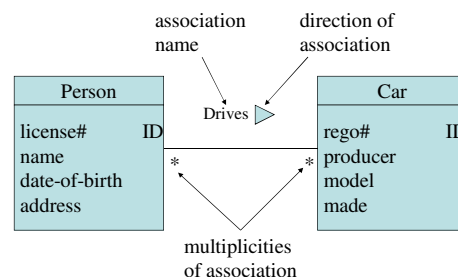 association
name
direction of
association
Person
Car
Drives
license# ID
name
date-of-birth
address
rego#
producer
model
made
*
*
multiplicities
of association